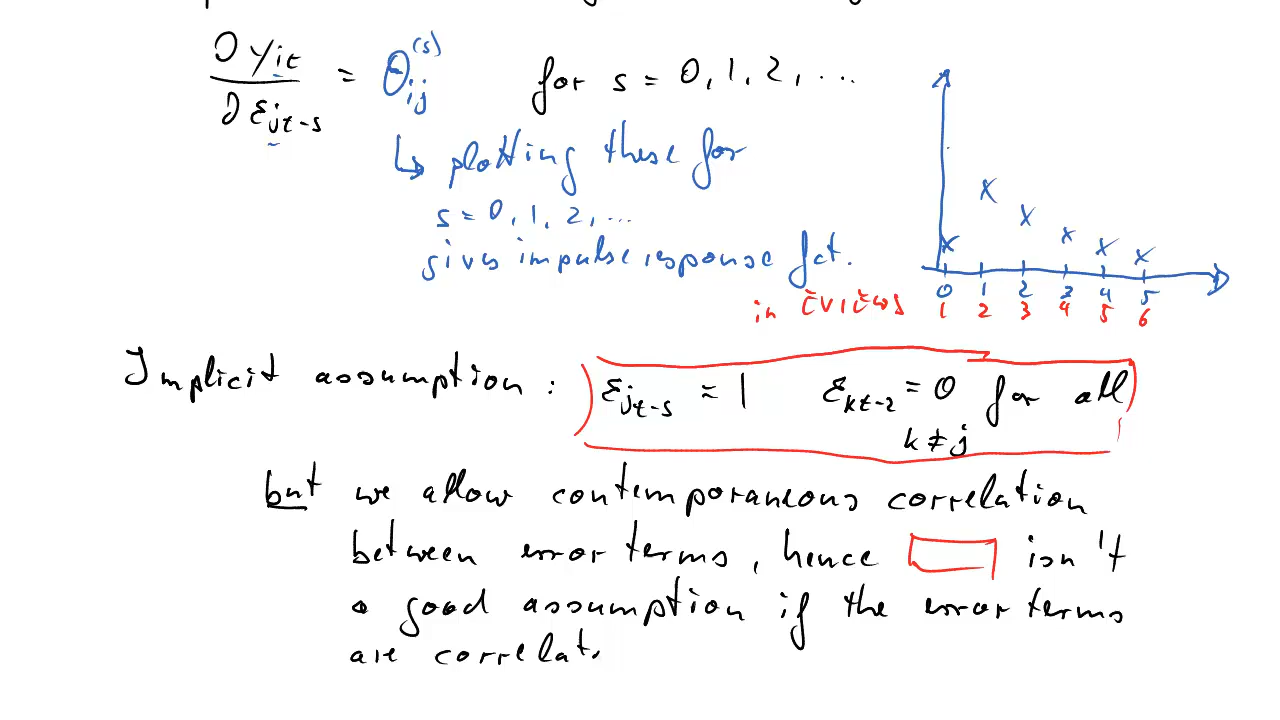 ∂y_it / ∂ε_jt-s = Θ_ij^(s) for s = 0, 1, 2, ...
↳ plotting these for
s = 0, 1, 2, ...
gives impulse response fct.
0 1 2 3 4 5
in EVIEWS 1 2 3 4 5 6
Implicit assumption: ε_jt-s = 1 ε_kt-2 = 0 for all
k ≠ j
but we allow contemporaneous correlation
between error terms, hence isn't
a good assumption if the error terms
are correlat